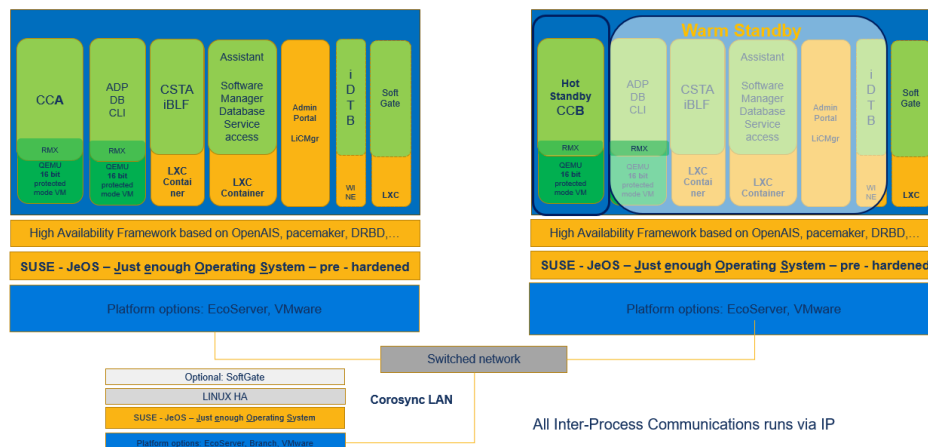 CCA
RMX
QEMU
16 bit
protected
mode VM
ADP
DB
CLI
RMX
QEMU
16 bit
protected
mode VM
CSTA
iBLF
LXC
Contai
ner
Assistant
Software
Manager
Database
Service
access
LXC
Container
Admin
Portal
LiCMgr
i
D
T
B
WI
NE
Soft
Gate
LXC
High Availability Framework based on OpenAIS, pacemaker, DRBD,...
SUSE - JeOS – Just enough Operating System – pre - hardened
Platform options: EcoServer, VMware
Warm Standby
Hot
Standby
CCB
RMX
QEMU
16 bit
protected
mode VM
ADP
DB
CLI
RMX
QEMU
16 bit
protected
mode VM
CSTA
iBLF
LXC
Contai
ner
Assistant
Software
Manager
Database
Service
access
LXC
Container
Admin
Portal
LiCMgr
i
D
T
B
WI
NE
Soft
Gate
LXC
High Availability Framework based on OpenAIS, pacemaker, DRBD,...
SUSE - JeOS – Just enough Operating System – pre - hardened
Platform options: EcoServer, VMware
Switched network
Optional: SoftGate
LINUX HA
SUSE - JeOS – Just enough Operating System
Platform options: EcoServer, Branch, VMware
Corosync LAN
All Inter-Process Communications runs via IP